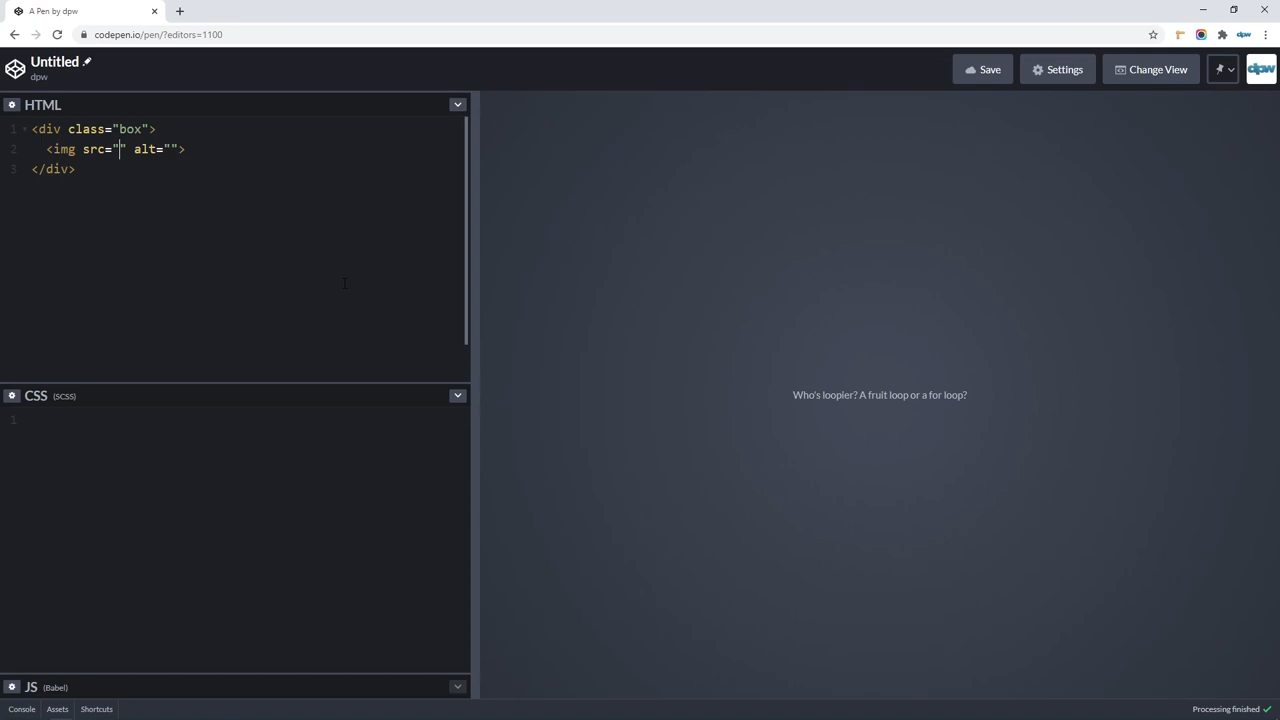 A Pen by dpw
codepen.io/pen/?editors=1100
dpw
Untitled
dpw
Save
Settings
Change View
dpw
HTML
1 <div class="box">
2 <img src="" alt="">
3 </div>
Who's loopier? A fruit loop or a for loop?
CSS (SCSS)
1
JS (Babel)
Console Assets Shortcuts
Processing finished